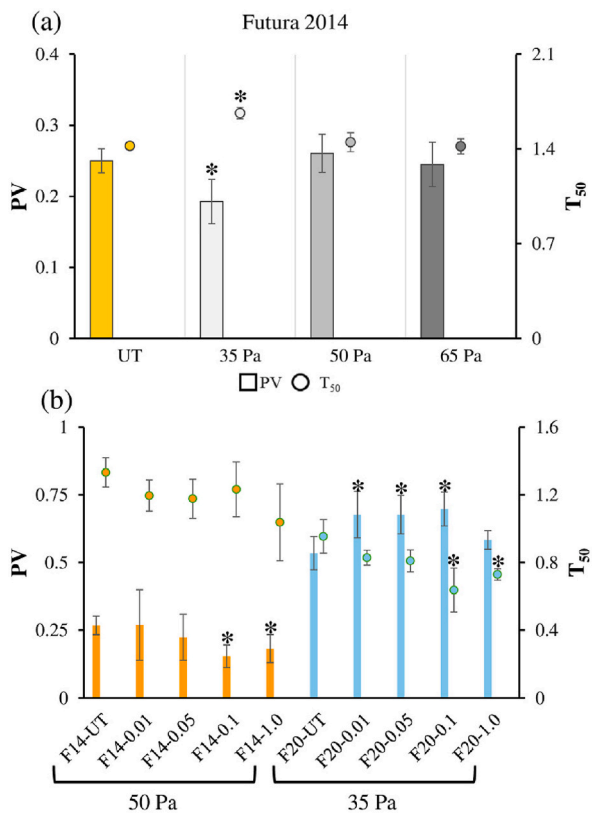 (a) Futura 2014
0.4 2.1
* 
0.3
*
1.4
PV T50
0.2
0.7
0.1
0 0
UT 35 Pa 50 Pa 65 Pa
PV T50
(b)
1 1.6
* * *
0.75 1.2
* *
PV 0.5 0.8 T50
* *
0.25 0.4
0 0
F14-UT F14-0.01 F14-0.05 F14-0.1 F14-1.0 F20-UT F20-0.01 F20-0.05 F20-0.1 F20-1.0
50 Pa 35 Pa